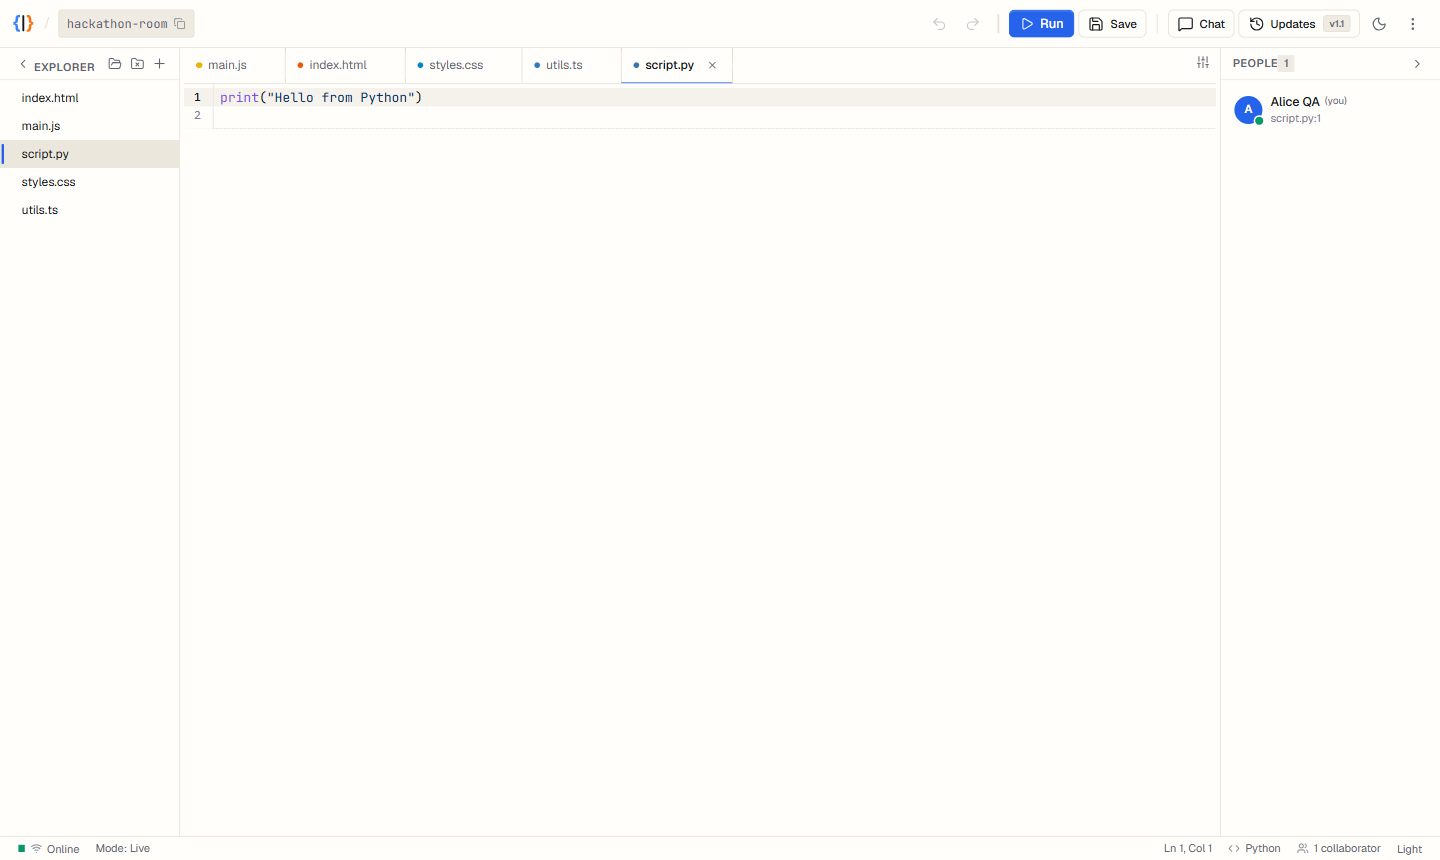 {|} / hackathon-room
Run
Save
Chat
Updates v1.1
EXPLORER
index.html
main.js
script.py
styles.css
utils.ts
main.js
index.html
styles.css
utils.ts
script.py
1 print("Hello from Python")
2
PEOPLE 1
A
Alice QA (you)
script.py:1
Online
Mode: Live
Ln 1, Col 1
Python
1 collaborator
Light